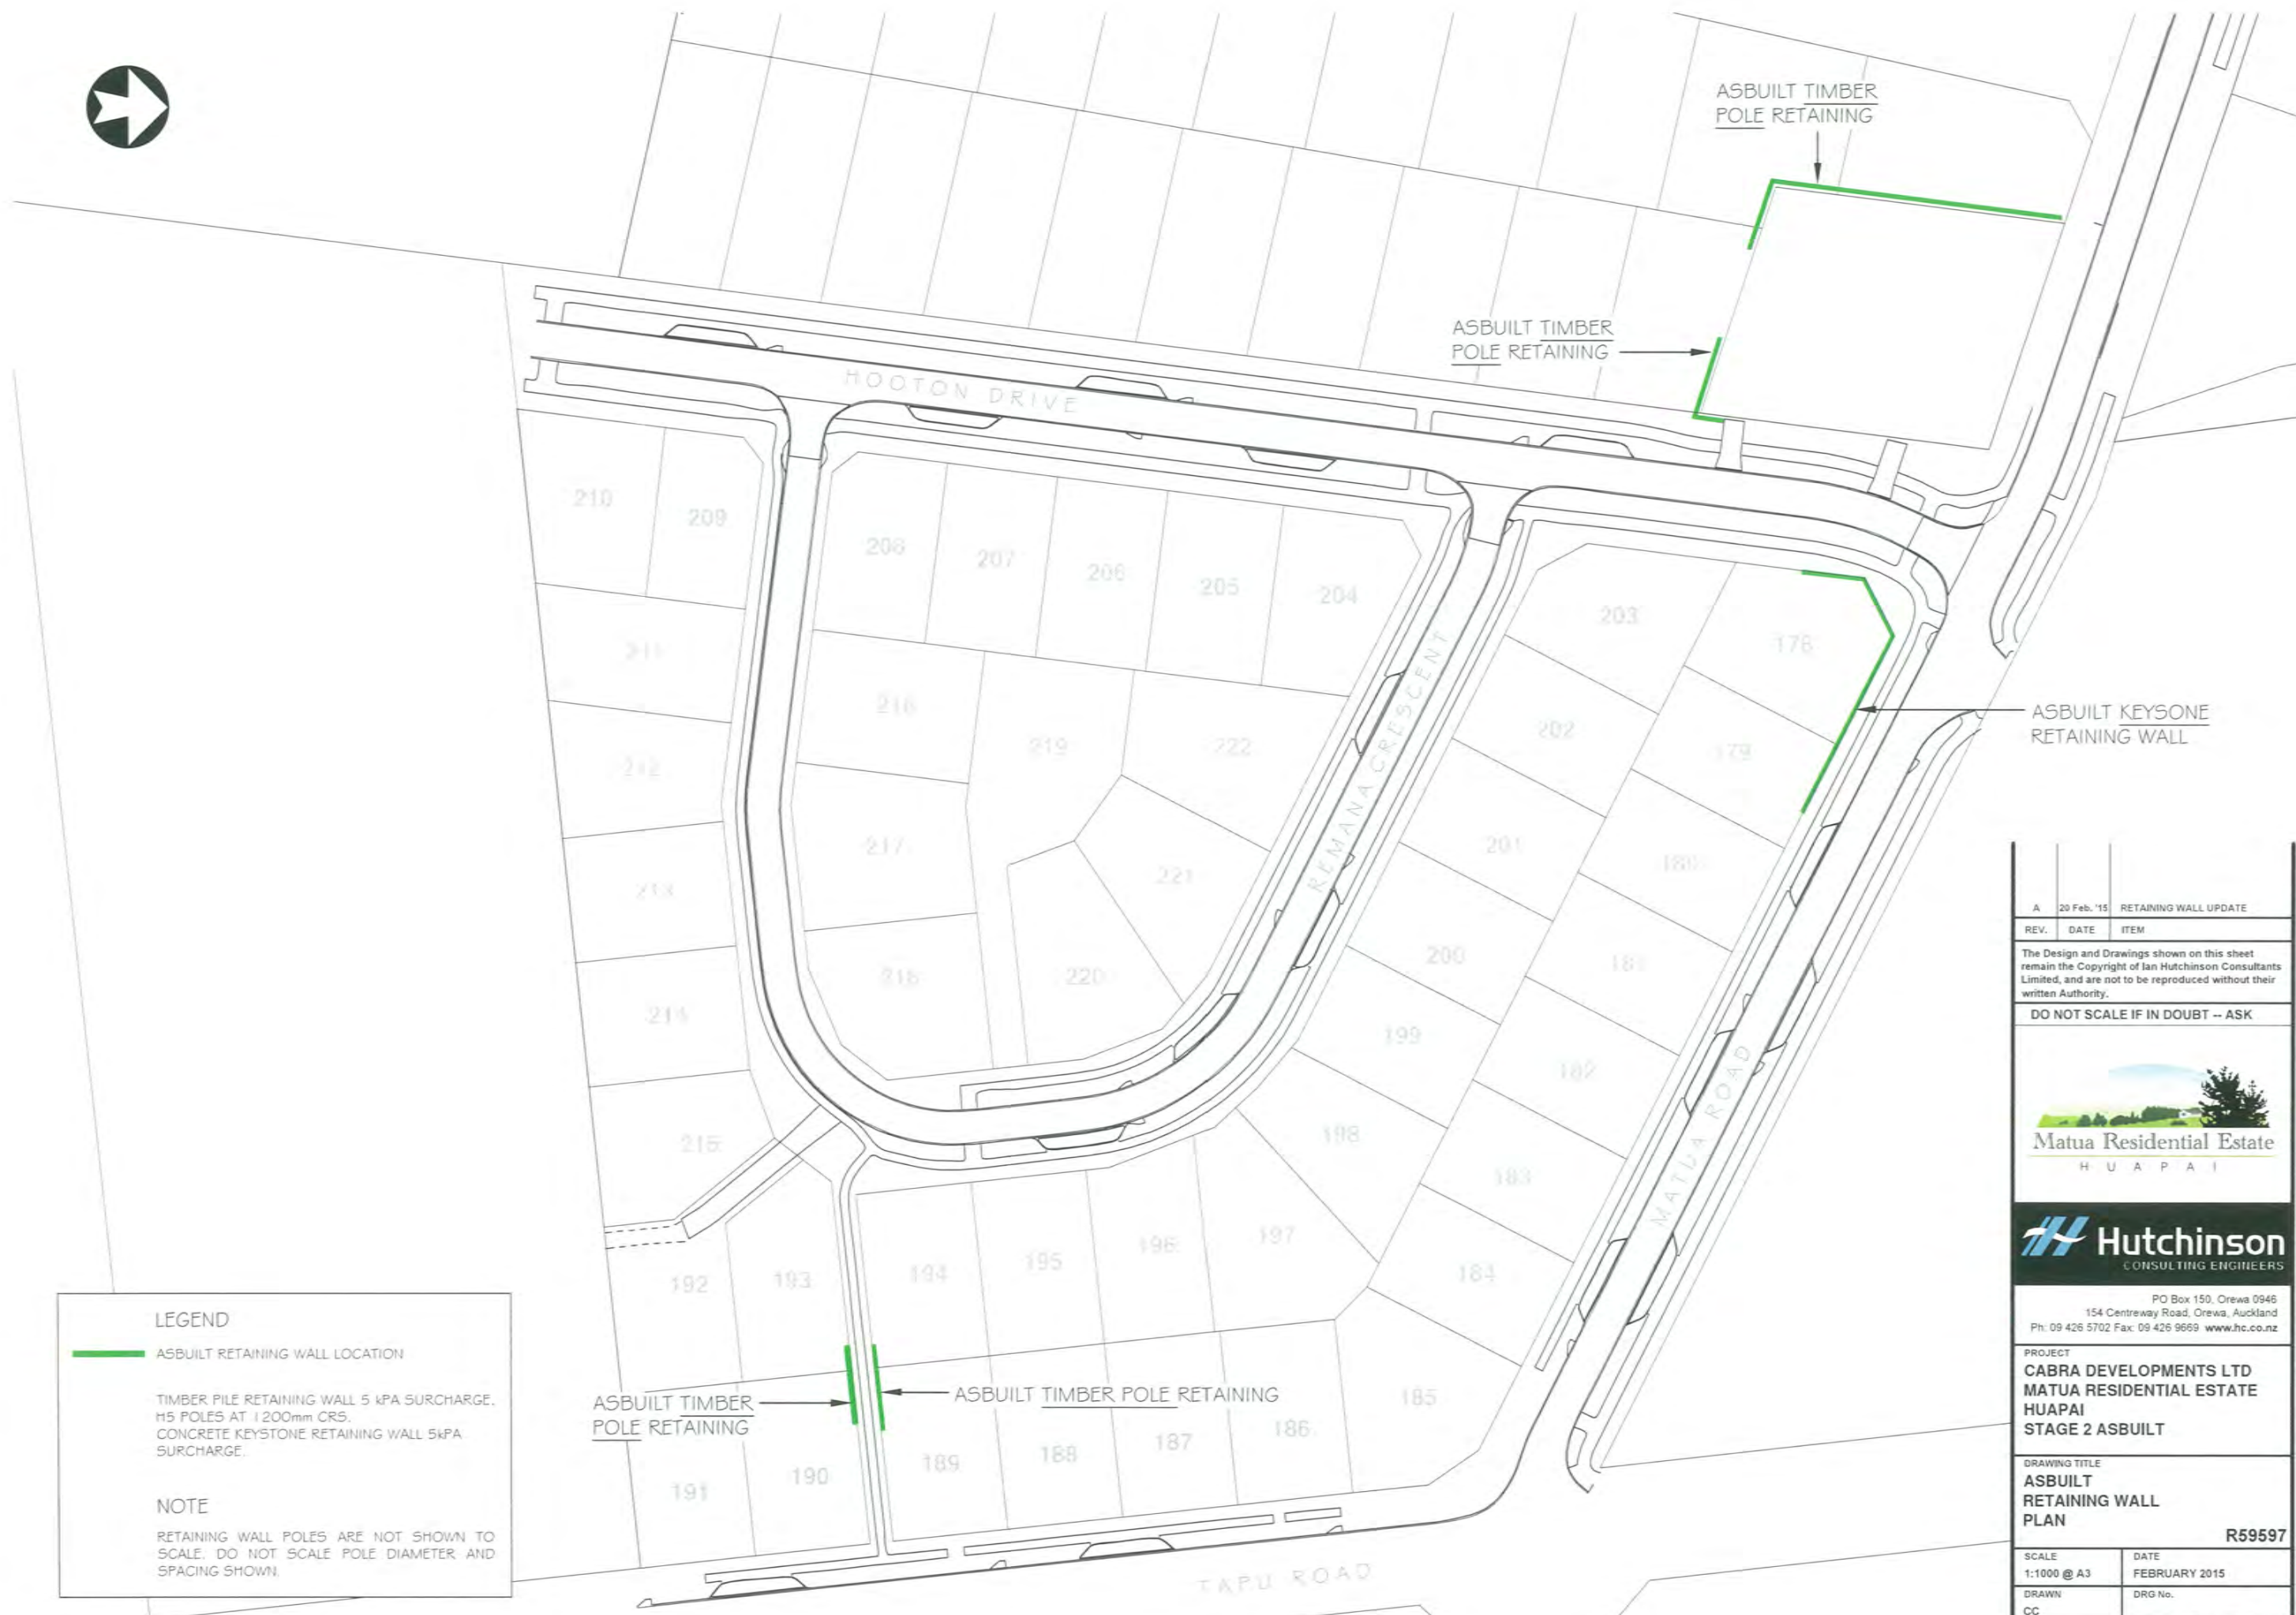 ASBUILT TIMBER
POLE RETAINING
ASBUILT TIMBER
POLE RETAINING
HOOTON DRIVE
210
209
208
207
206
205
204
203
178
211
216
219
222
202
179
ASBUILT KEYSONE
RETAINING WALL
212
REMANA CRESCENT
217
221
201
180
213
218
220
200
181
214
199
182
MATUA ROAD
215
198
183
192
193
194
195
196
197
184
185
ASBUILT TIMBER
POLE RETAINING
ASBUILT TIMBER POLE RETAINING
191
190
189
188
187
186
TAPU ROAD
LEGEND
ASBUILT RETAINING WALL LOCATION
TIMBER PILE RETAINING WALL 5 kPA SURCHARGE.
H5 POLES AT 1200mm CRS.
CONCRETE KEYSTONE RETAINING WALL 5kPA
SURCHARGE.
NOTE
RETAINING WALL POLES ARE NOT SHOWN TO
SCALE. DO NOT SCALE POLE DIAMETER AND
SPACING SHOWN.
A 20 Feb. '15 RETAINING WALL UPDATE
REV. DATE ITEM
The Design and Drawings shown on this sheet
remain the Copyright of Ian Hutchinson Consultants
Limited, and are not to be reproduced without their
written Authority.
DO NOT SCALE IF IN DOUBT -- ASK
Matua Residential Estate
HUAPAI
Hutchinson
CONSULTING ENGINEERS
PO Box 150, Orewa 0946
154 Centreway Road, Orewa, Auckland
Ph: 09 426 5702 Fax: 09 426 9669 www.hc.co.nz
PROJECT
CABRA DEVELOPMENTS LTD
MATUA RESIDENTIAL ESTATE
HUAPAI
STAGE 2 ASBUILT
DRAWING TITLE
ASBUILT
RETAINING WALL
PLAN
R59597
SCALE DATE
1:1000 @ A3 FEBRUARY 2015
DRAWN DRG No.
CC